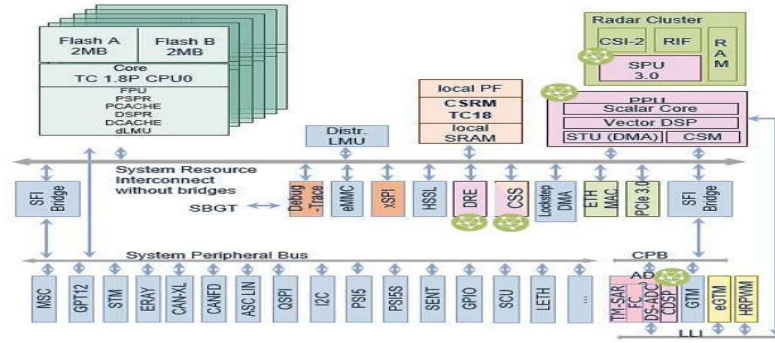 Flash A
2MB
Flash B
2MB
Core
TC 1.8P CPU0
FPU
PSPR
PCACHE
DSPR
DCACHE
dLMU
Radar Cluster
CSI-2
RIF
RAM
SPU
3.0
local PF
CSRM
TC18
local
SRAM
PPU
Scalar Core
Vector DSP
STU (DMA)
CSM
Distr.
LMU
System Resource
Interconnect
without bridges
SBGT
SFI
Bridge
Debug
-Trace
eMMC
xSPI
HSSL
DRE
CSS
Lockstep
DMA
ETH
MAC
PCIe 3.0
SFI
Bridge
System Peripheral Bus
CPB
MSC
GPT12
STM
ERAY
CAN-XL
CANFD
ASC LIN
QSPI
I2C
PSI5
PSI5S
SENT
GPIO
SCU
LETH
...
AD
TM-SAR
FC
DS-ADC
CDSP
GTM
eGTM
HRPWM
LLI